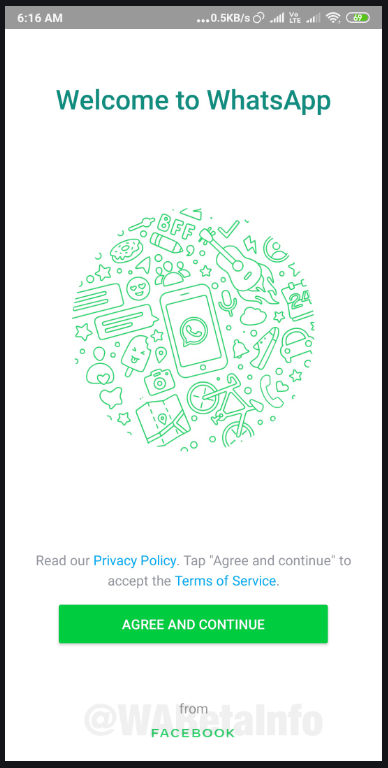 6:16 AM ...0.5KB/s Vo LTE 69
Welcome to WhatsApp
BFF
24
Read our Privacy Policy. Tap "Agree and continue" to
accept the Terms of Service.
AGREE AND CONTINUE
from
@WABetaInfo
FACEBOOK